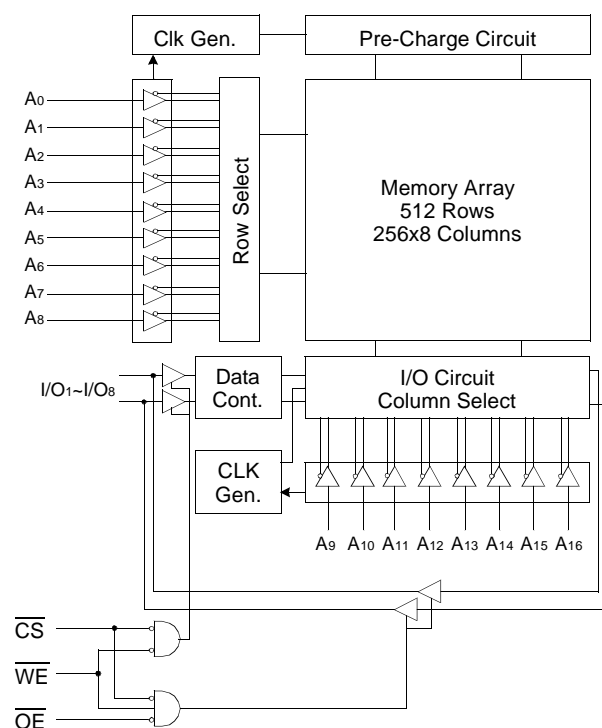 Clk Gen.
Pre-Charge Circuit
A0
A1
A2
A3
A4
A5
A6
A7
A8
Row Select
Memory Array
512 Rows
256x8 Columns
I/O1~I/O8
Data
Cont.
I/O Circuit
Column Select
CLK
Gen.
A9 A10 A11 A12 A13 A14 A15 A16
CS
WE
OE